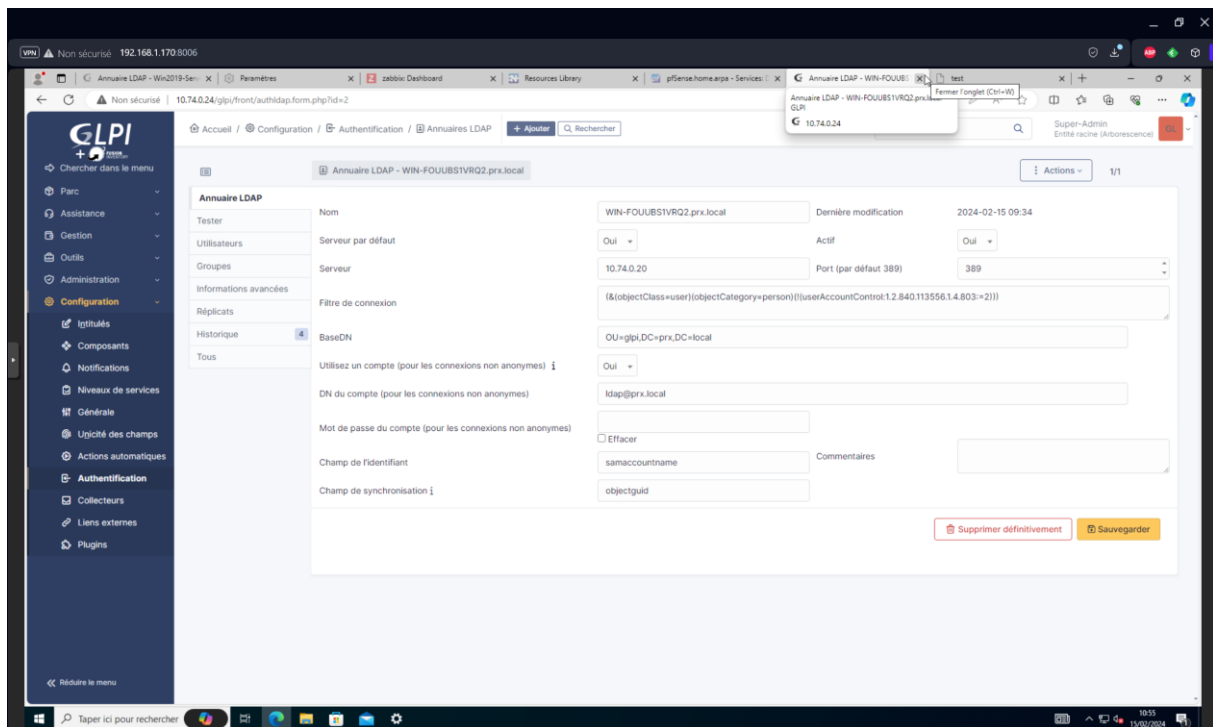 VPN Non sécurisé 192.168.1.170:8006
ABP
Annuaire LDAP - Win2019-Serv Paramètres zabbix: Dashboard Resources Library pfSense.home.arpa - Services: D Annuaire LDAP - WIN-FOUUBS test
Non sécurisé 10.74.0.24/glpi/front/authldap.form.php?id=2
Fermer l'onglet (Ctrl+W)
Annuaire LDAP - WIN-FOUUBS1VRQ2.prx.local
GLPI
10.74.0.24
GLPI
+ FUSION INVENTORY
Accueil / Configuration / Authentification / Annuaires LDAP + Ajouter Rechercher
Super-Admin
Entité racine (Arborescence)
GL
Chercher dans le menu
Parc
Assistance
Gestion
Outils
Administration
Configuration
Intitulés
Composants
Notifications
Niveaux de services
Générale
Unicité des champs
Actions automatiques
Authentification
Collecteurs
Liens externes
Plugins
Réduire le menu
Annuaire LDAP - WIN-FOUUBS1VRQ2.prx.local
Actions 1/1
Annuaire LDAP
Tester
Utilisateurs
Groupes
Informations avancées
Réplicats
Historique 4
Tous
Nom WIN-FOUUBS1VRQ2.prx.local Dernière modification 2024-02-15 09:34
Serveur par défaut Oui Actif Oui
Serveur 10.74.0.20 Port (par défaut 389) 389
Filtre de connexion (&(objectClass=user)(objectCategory=person)(!(userAccountControl:1.2.840.113556.1.4.803:=2)))
BaseDN OU=glpi,DC=prx,DC=local
Utilisez un compte (pour les connexions non anonymes) i Oui
DN du compte (pour les connexions non anonymes) ldap@prx.local
Mot de passe du compte (pour les connexions non anonymes)
Effacer
Champ de l'identifiant samaccountname Commentaires
Champ de synchronisation i objectguid
Supprimer définitivement Sauvegarder
Taper ici pour rechercher
10:55
15/02/2024